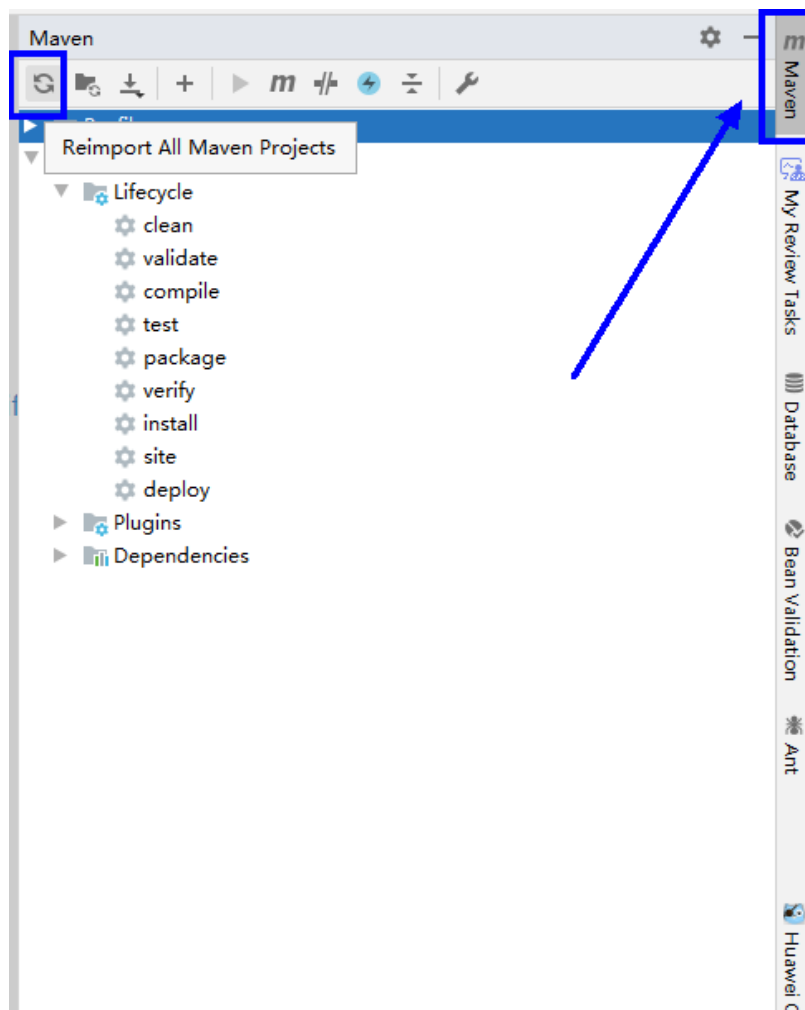 Maven
m
Reimport All Maven Projects
Lifecycle
clean
validate
compile
test
package
verify
install
site
deploy
Plugins
Dependencies
m
Maven
My Review Tasks
Database
Bean Validation
Ant
Huawei